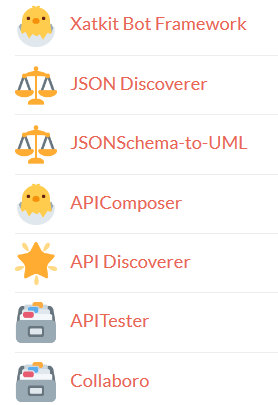 Xatkit Bot Framework
JSON Discoverer
JSONSchema-to-UML
APIComposer
API Discoverer
APITester
Collaboro